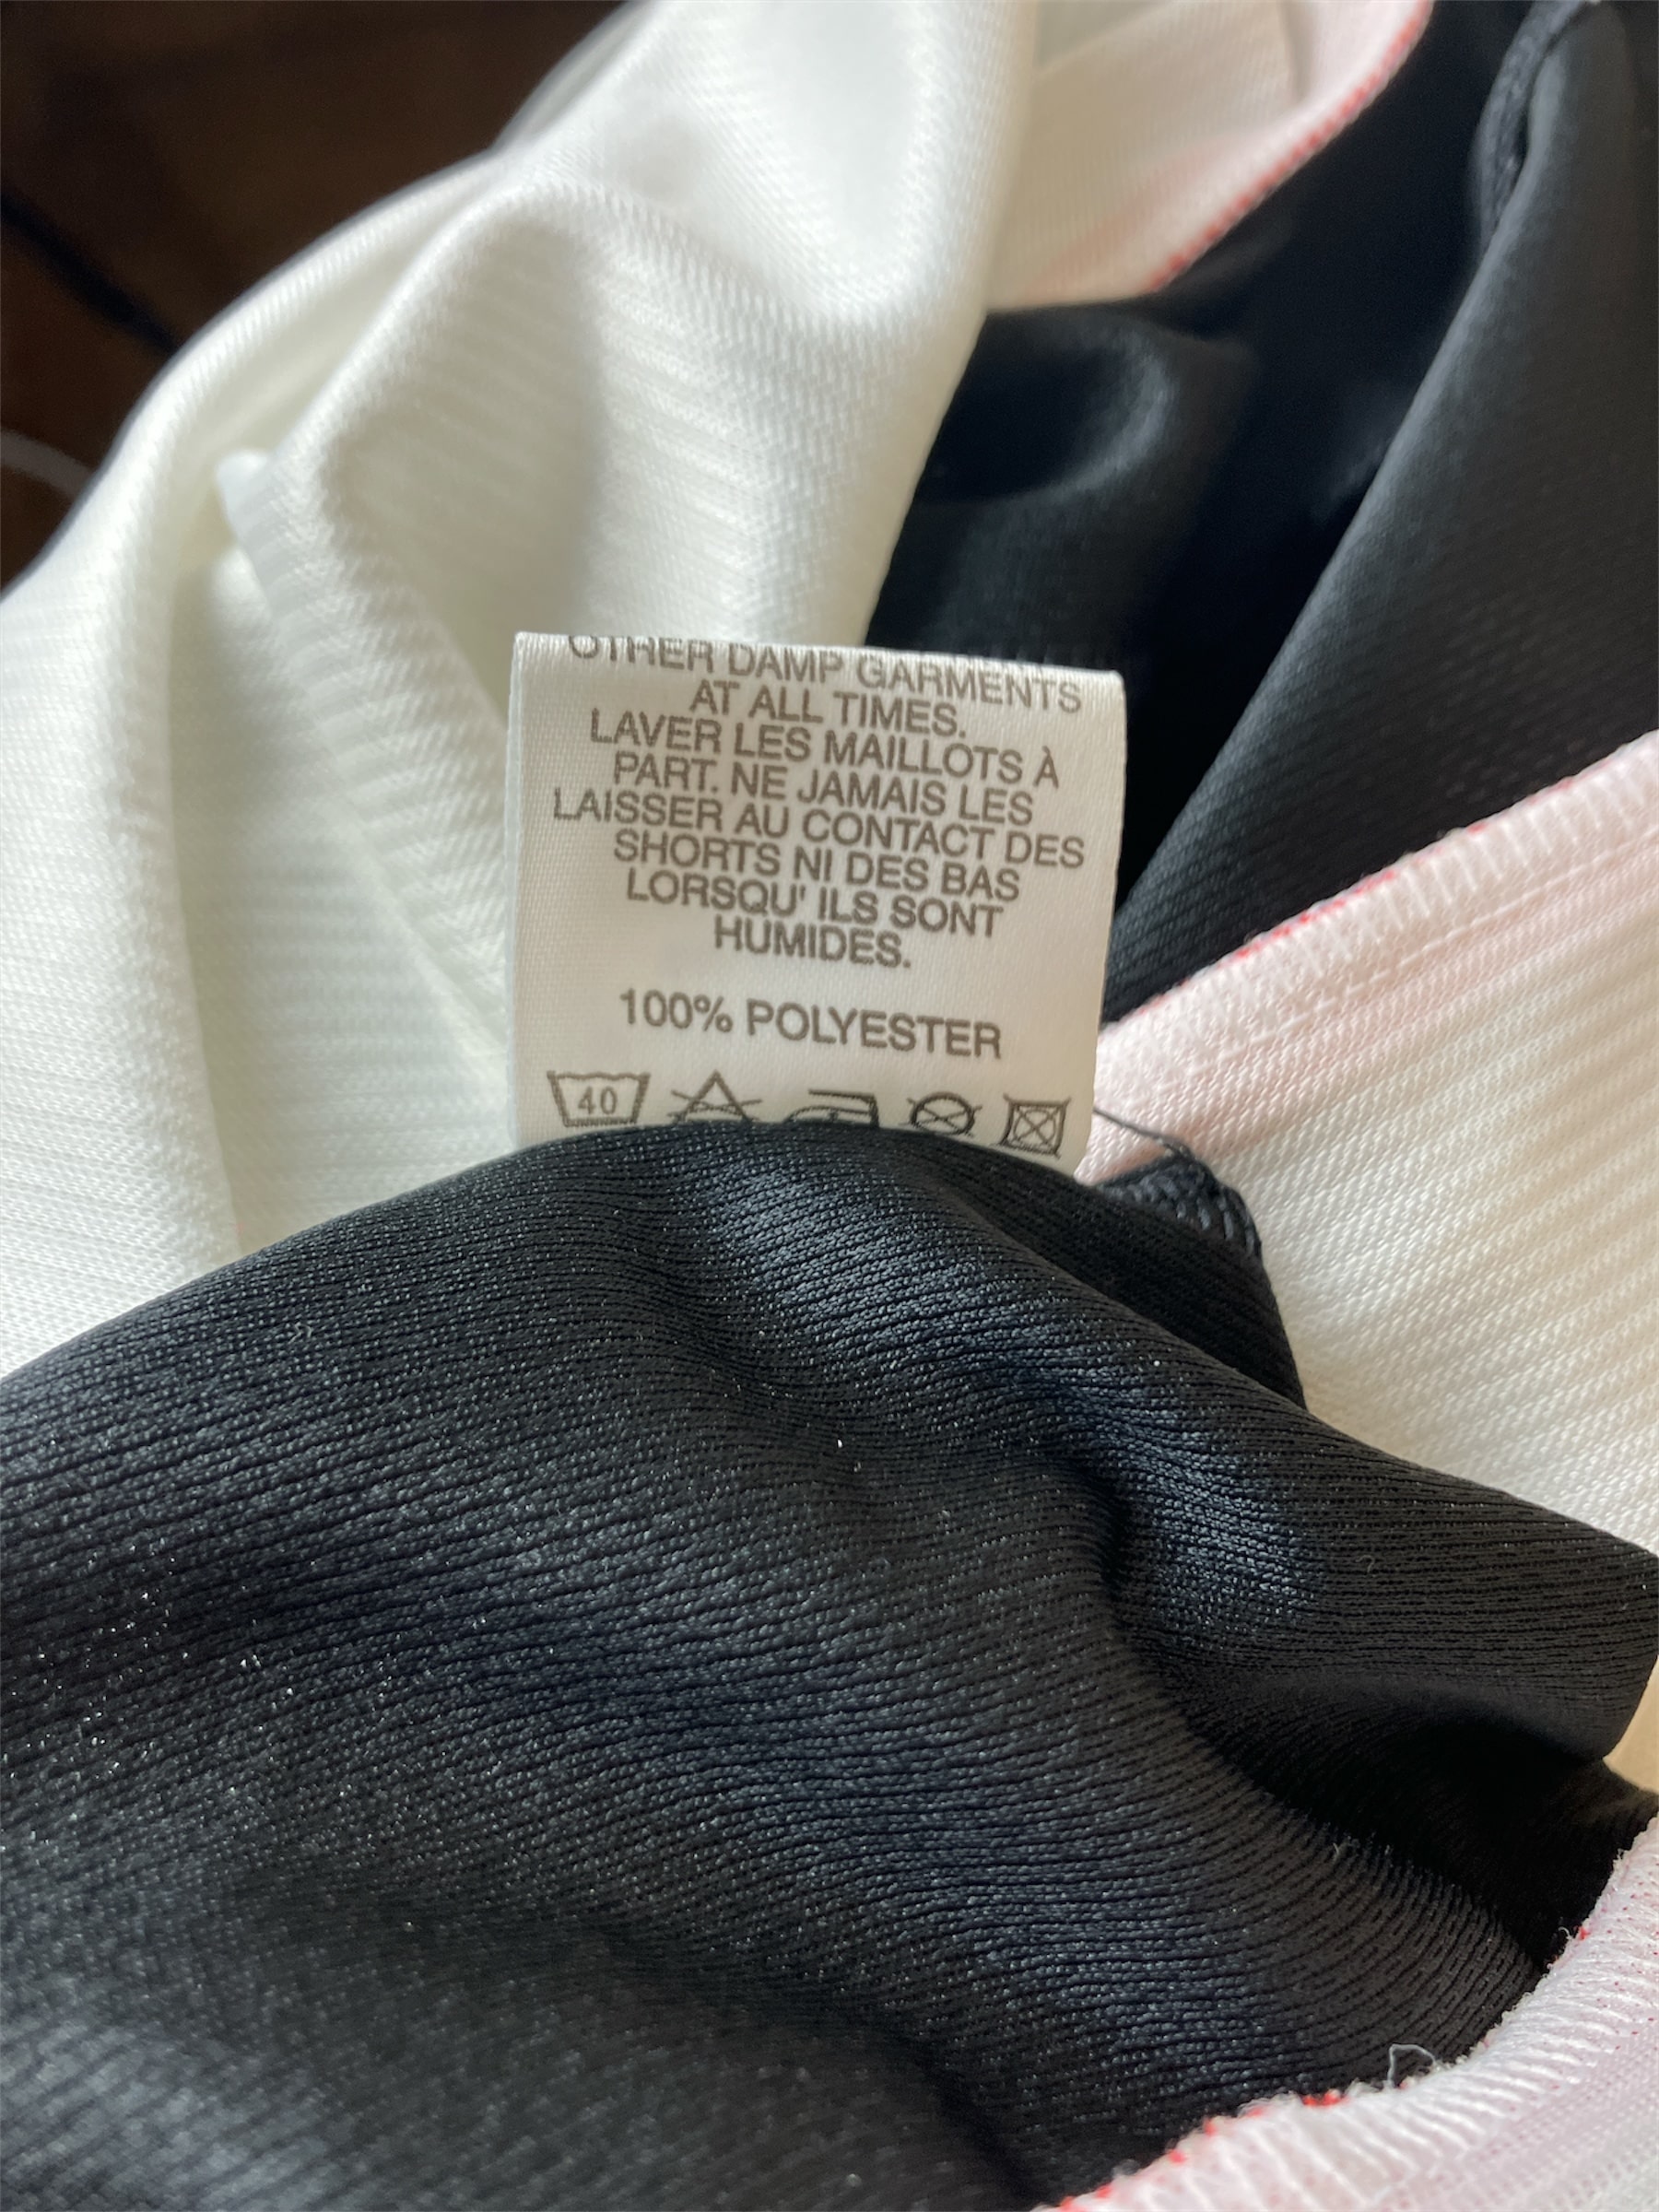 OTHER DAMP GARMENTS
AT ALL TIMES.
LAVER LES MAILLOTS À
PART. NE JAMAIS LES
LAISSER AU CONTACT DES
SHORTS NI DES BAS
LORSQU' ILS SONT
HUMIDES.
100% POLYESTER
40